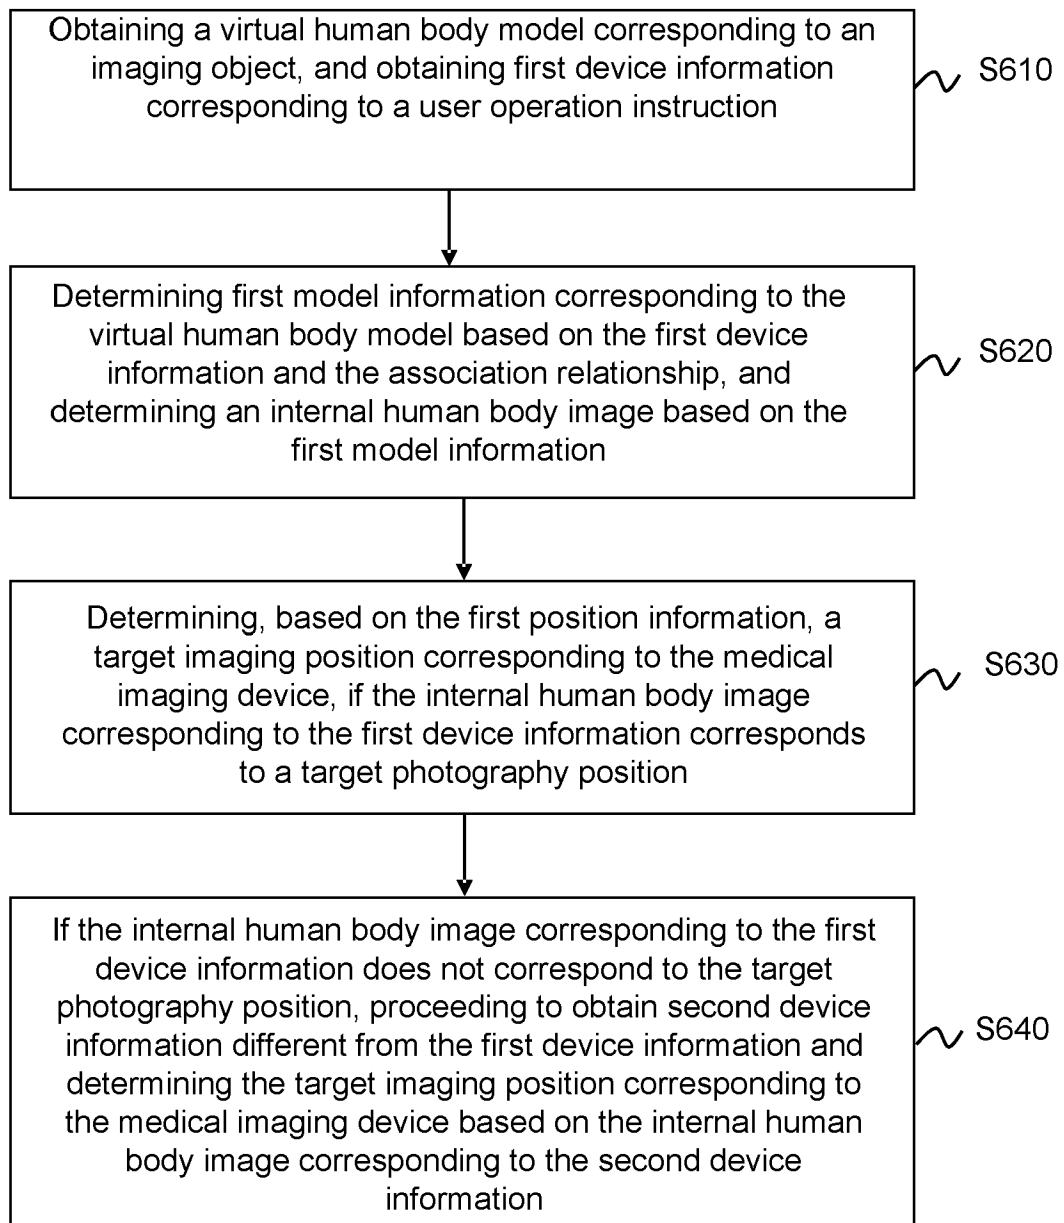 Obtaining a virtual human body model corresponding to an
imaging object, and obtaining first device information
corresponding to a user operation instruction
S610
Determining first model information corresponding to the
virtual human body model based on the first device
information and the association relationship, and
determining an internal human body image based on the
first model information
S620
Determining, based on the first position information, a
target imaging position corresponding to the medical
imaging device, if the internal human body image
corresponding to the first device information corresponds
to a target photography position
S630
If the internal human body image corresponding to the first
device information does not correspond to the target
photography position, proceeding to obtain second device
information different from the first device information and
determining the target imaging position corresponding to
the medical imaging device based on the internal human
body image corresponding to the second device
information
S640